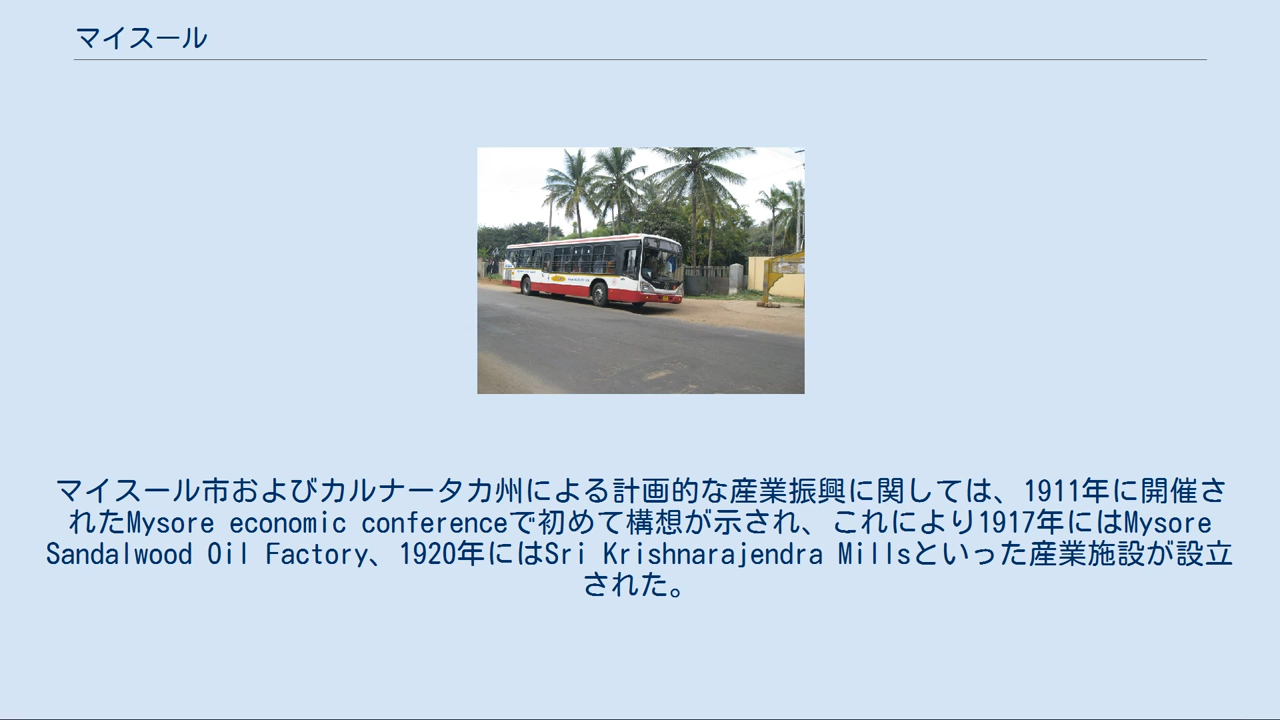 マイスール
マイスール市およびカルナータカ州による計画的な産業振興に関しては、1911年に開催さ
れたMysore economic conferenceで初めて構想が示され、これにより1917年にはMysore
Sandalwood Oil Factory、1920年にはSri Krishnarajendra Millsといった産業施設が設立
された。